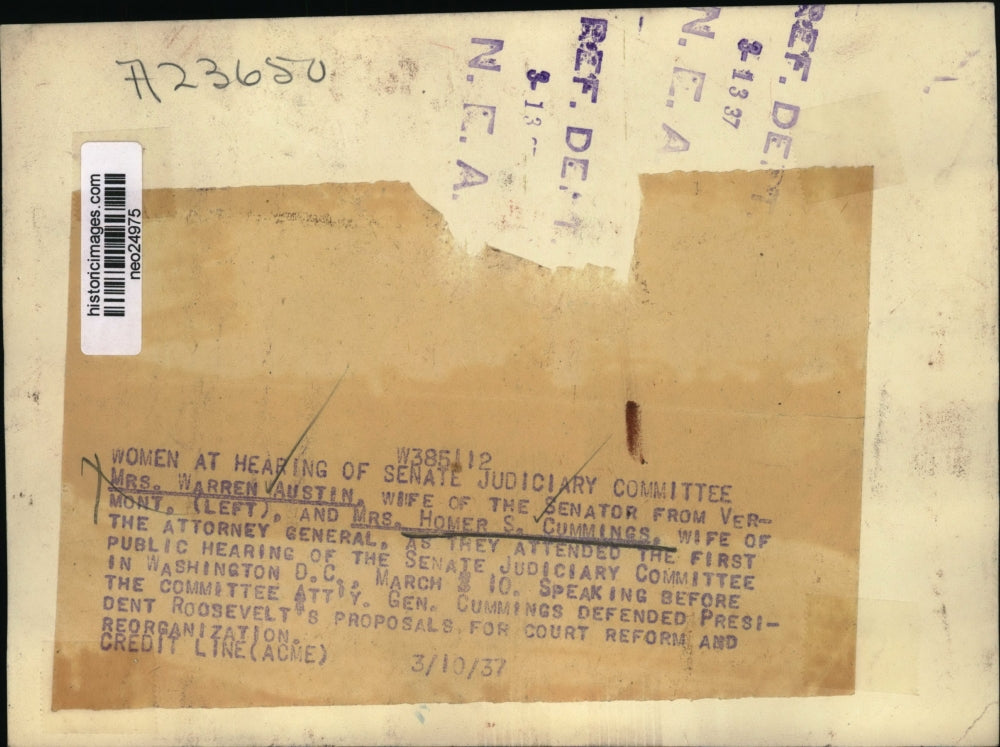 A23650
N. E. A.
3-13
REF. DE
N. E. A
3-13 37
REF. DE
historicimages.com
neo24975
W385112
WOMEN AT HEARING OF SENATE JUDICIARY COMMITTEE
MRS. WARREN AUSTIN, WIFE OF THE SENATOR FROM VER-
MONT, (LEFT), AND MRS. HOMER S. CUMMINGS, WIFE OF
THE ATTORNEY GENERAL, AS THEY ATTENDED THE FIRST
PUBLIC HEARING OF THE SENATE JUDICIARY COMMITTEE
IN WASHINGTON D.C., MARCH 10. SPEAKING BEFORE
THE COMMITTEE ATT'Y. GEN. CUMMINGS DEFENDED PRESI-
DENT ROOSEVELT'S PROPOSALS FOR COURT REFORM AND
REORGANIZATION.
CREDIT LINE(ACME)
3/10/37